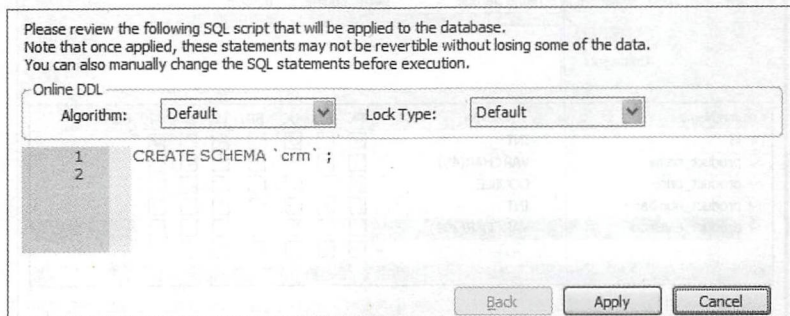 Please review the following SQL script that will be applied to the database.
Note that once applied, these statements may not be revertible without losing some of the data.
You can also manually change the SQL statements before execution.
Online DDL
Algorithm: Default Lock Type: Default
1 CREATE SCHEMA `crm` ;
2
Back Apply Cancel